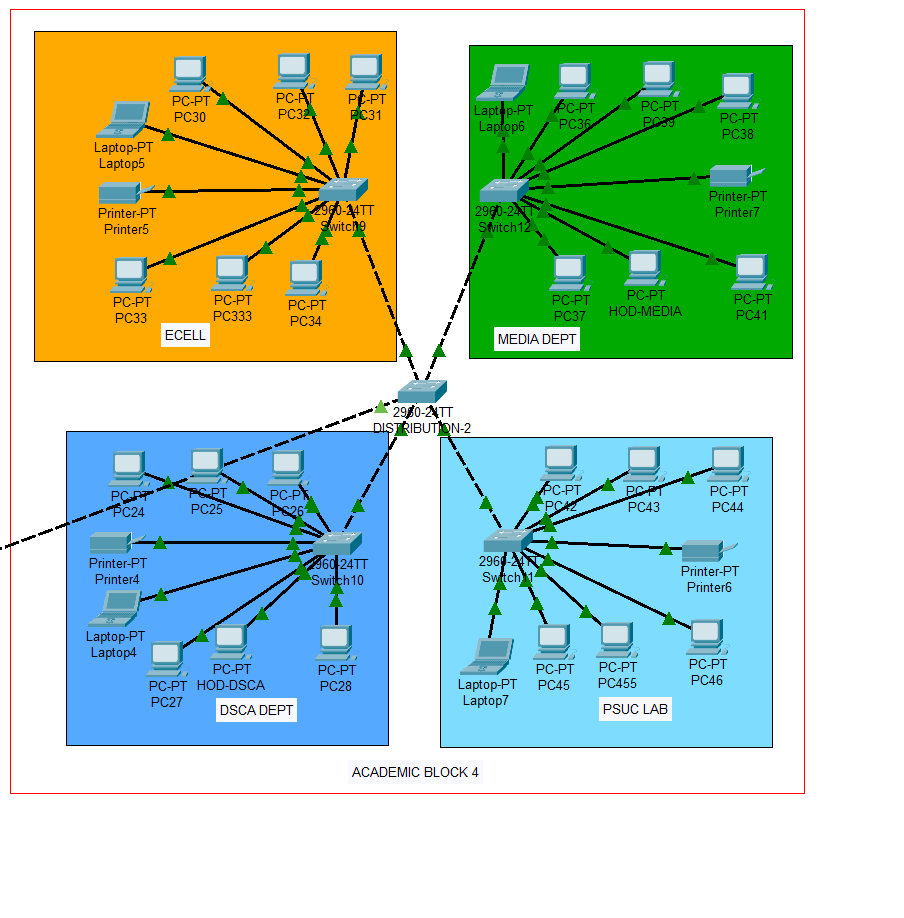 PC-PT
PC30
PC-PT
PC32
PC-PT
PC31
Laptop-PT
Laptop5
Printer-PT
Printer5
2960-24TT
Switch9
PC-PT
PC33
PC-PT
PC333
PC-PT
PC34
ECELL
Laptop-PT
Laptop6
PC-PT
PC36
PC-PT
PC39
PC-PT
PC38
Printer-PT
Printer7
2960-24TT
Switch12
PC-PT
PC37
PC-PT
HOD-MEDIA
PC-PT
PC41
MEDIA DEPT
2960-24TT
DISTRIBUTION-2
PC-PT
PC24
PC-PT
PC25
PC-PT
PC26
Printer-PT
Printer4
2960-24TT
Switch10
Laptop-PT
Laptop4
PC-PT
PC27
PC-PT
HOD-DSCA
PC-PT
PC28
DSCA DEPT
PC-PT
PC42
PC-PT
PC43
PC-PT
PC44
2960-24TT
Switch11
Printer-PT
Printer6
Laptop-PT
Laptop7
PC-PT
PC45
PC-PT
PC455
PC-PT
PC46
PSUC LAB
ACADEMIC BLOCK 4